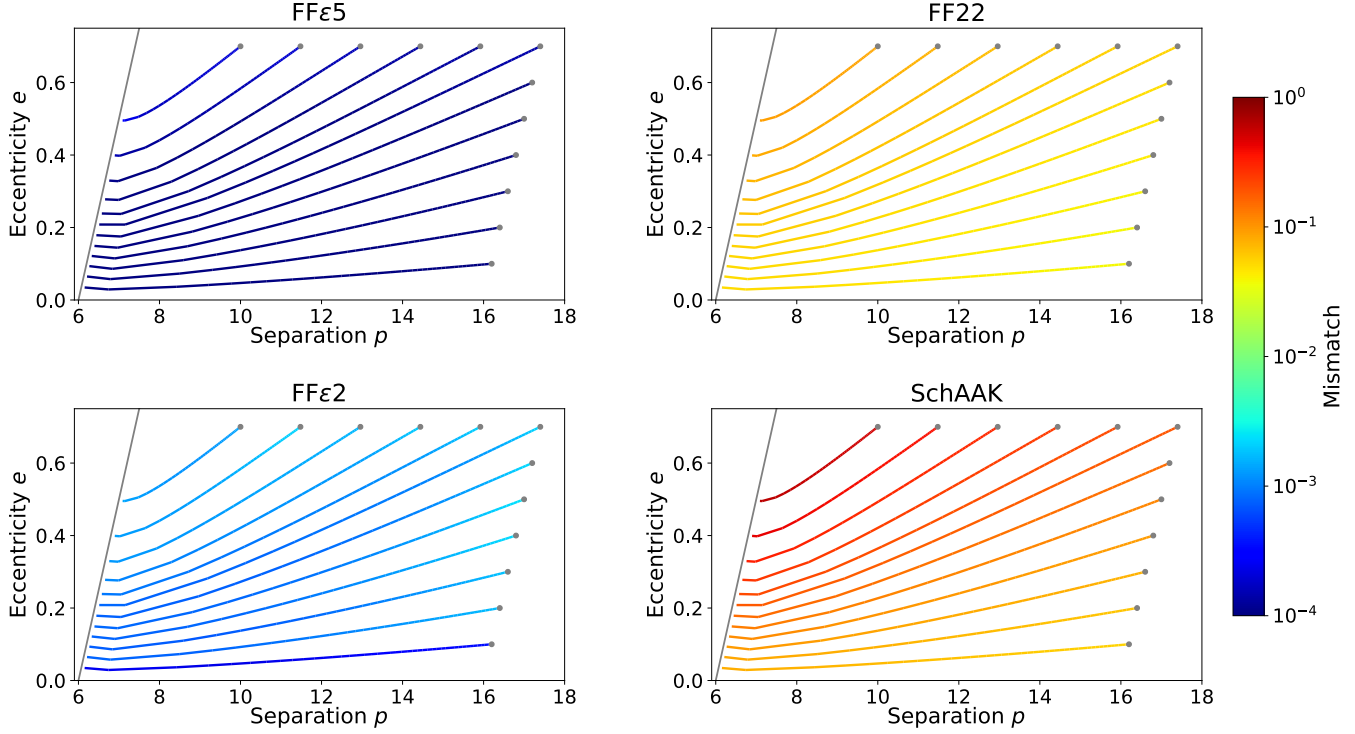 FFε5
Eccentricity e
0.6
0.4
0.2
0.0
6 8 10 12 14 16 18
Separation p
FF22
Eccentricity e
0.6
0.4
0.2
0.0
6 8 10 12 14 16 18
Separation p
FFε2
Eccentricity e
0.6
0.4
0.2
0.0
6 8 10 12 14 16 18
Separation p
SchAAK
Eccentricity e
0.6
0.4
0.2
0.0
6 8 10 12 14 16 18
Separation p
10⁰
10⁻¹
10⁻²
10⁻³
10⁻⁴
Mismatch